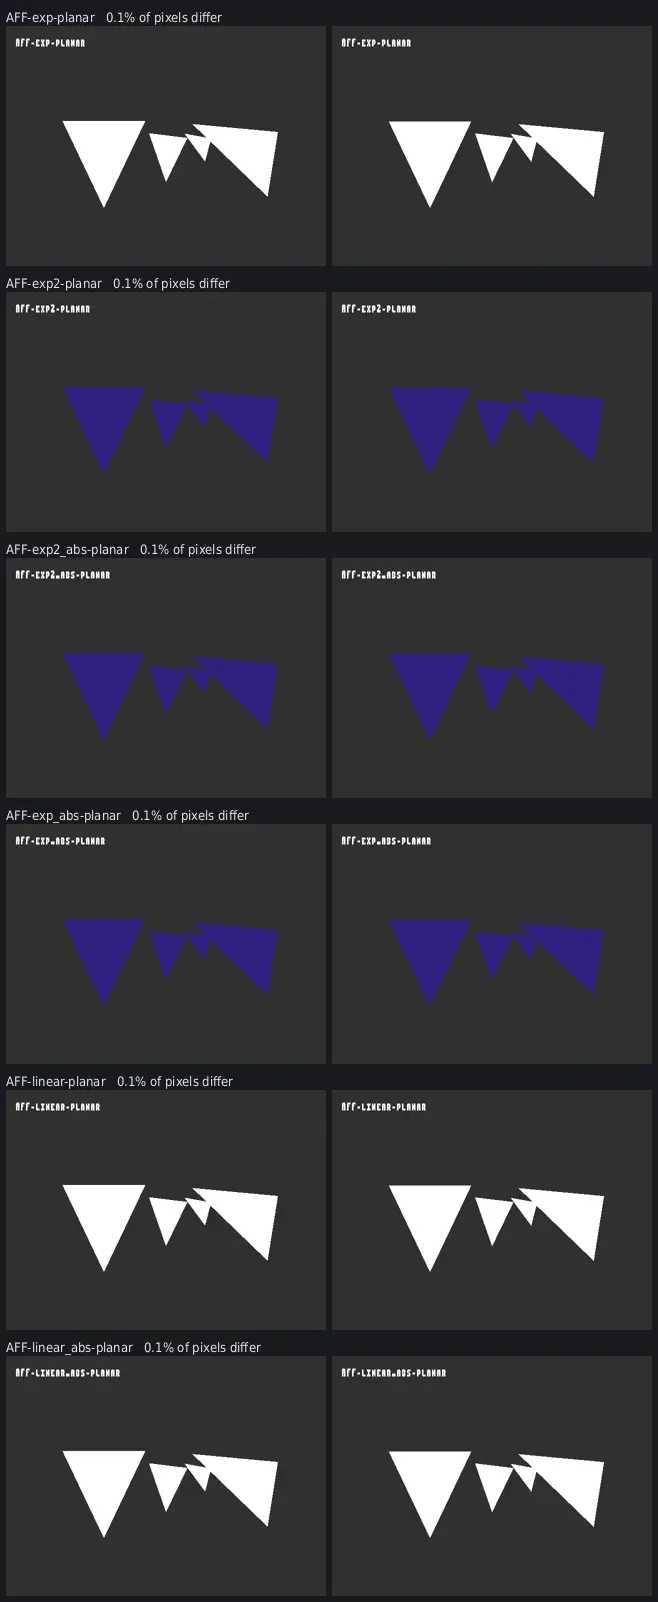 AFF-exp-planar 0.1% of pixels differ
AFF-EXP-PLANAR AFF-EXP-PLANAR
AFF-exp2-planar 0.1% of pixels differ
AFF-EXP2-PLANAR AFF-EXP2-PLANAR
AFF-exp2_abs-planar 0.1% of pixels differ
AFF-EXP2_ABS-PLANAR AFF-EXP2_ABS-PLANAR
AFF-exp_abs-planar 0.1% of pixels differ
AFF-EXP_ABS-PLANAR AFF-EXP_ABS-PLANAR
AFF-linear-planar 0.1% of pixels differ
AFF-LINEAR-PLANAR AFF-LINEAR-PLANAR
AFF-linear_abs-planar 0.1% of pixels differ
AFF-LINEAR_ABS-PLANAR AFF-LINEAR_ABS-PLANAR